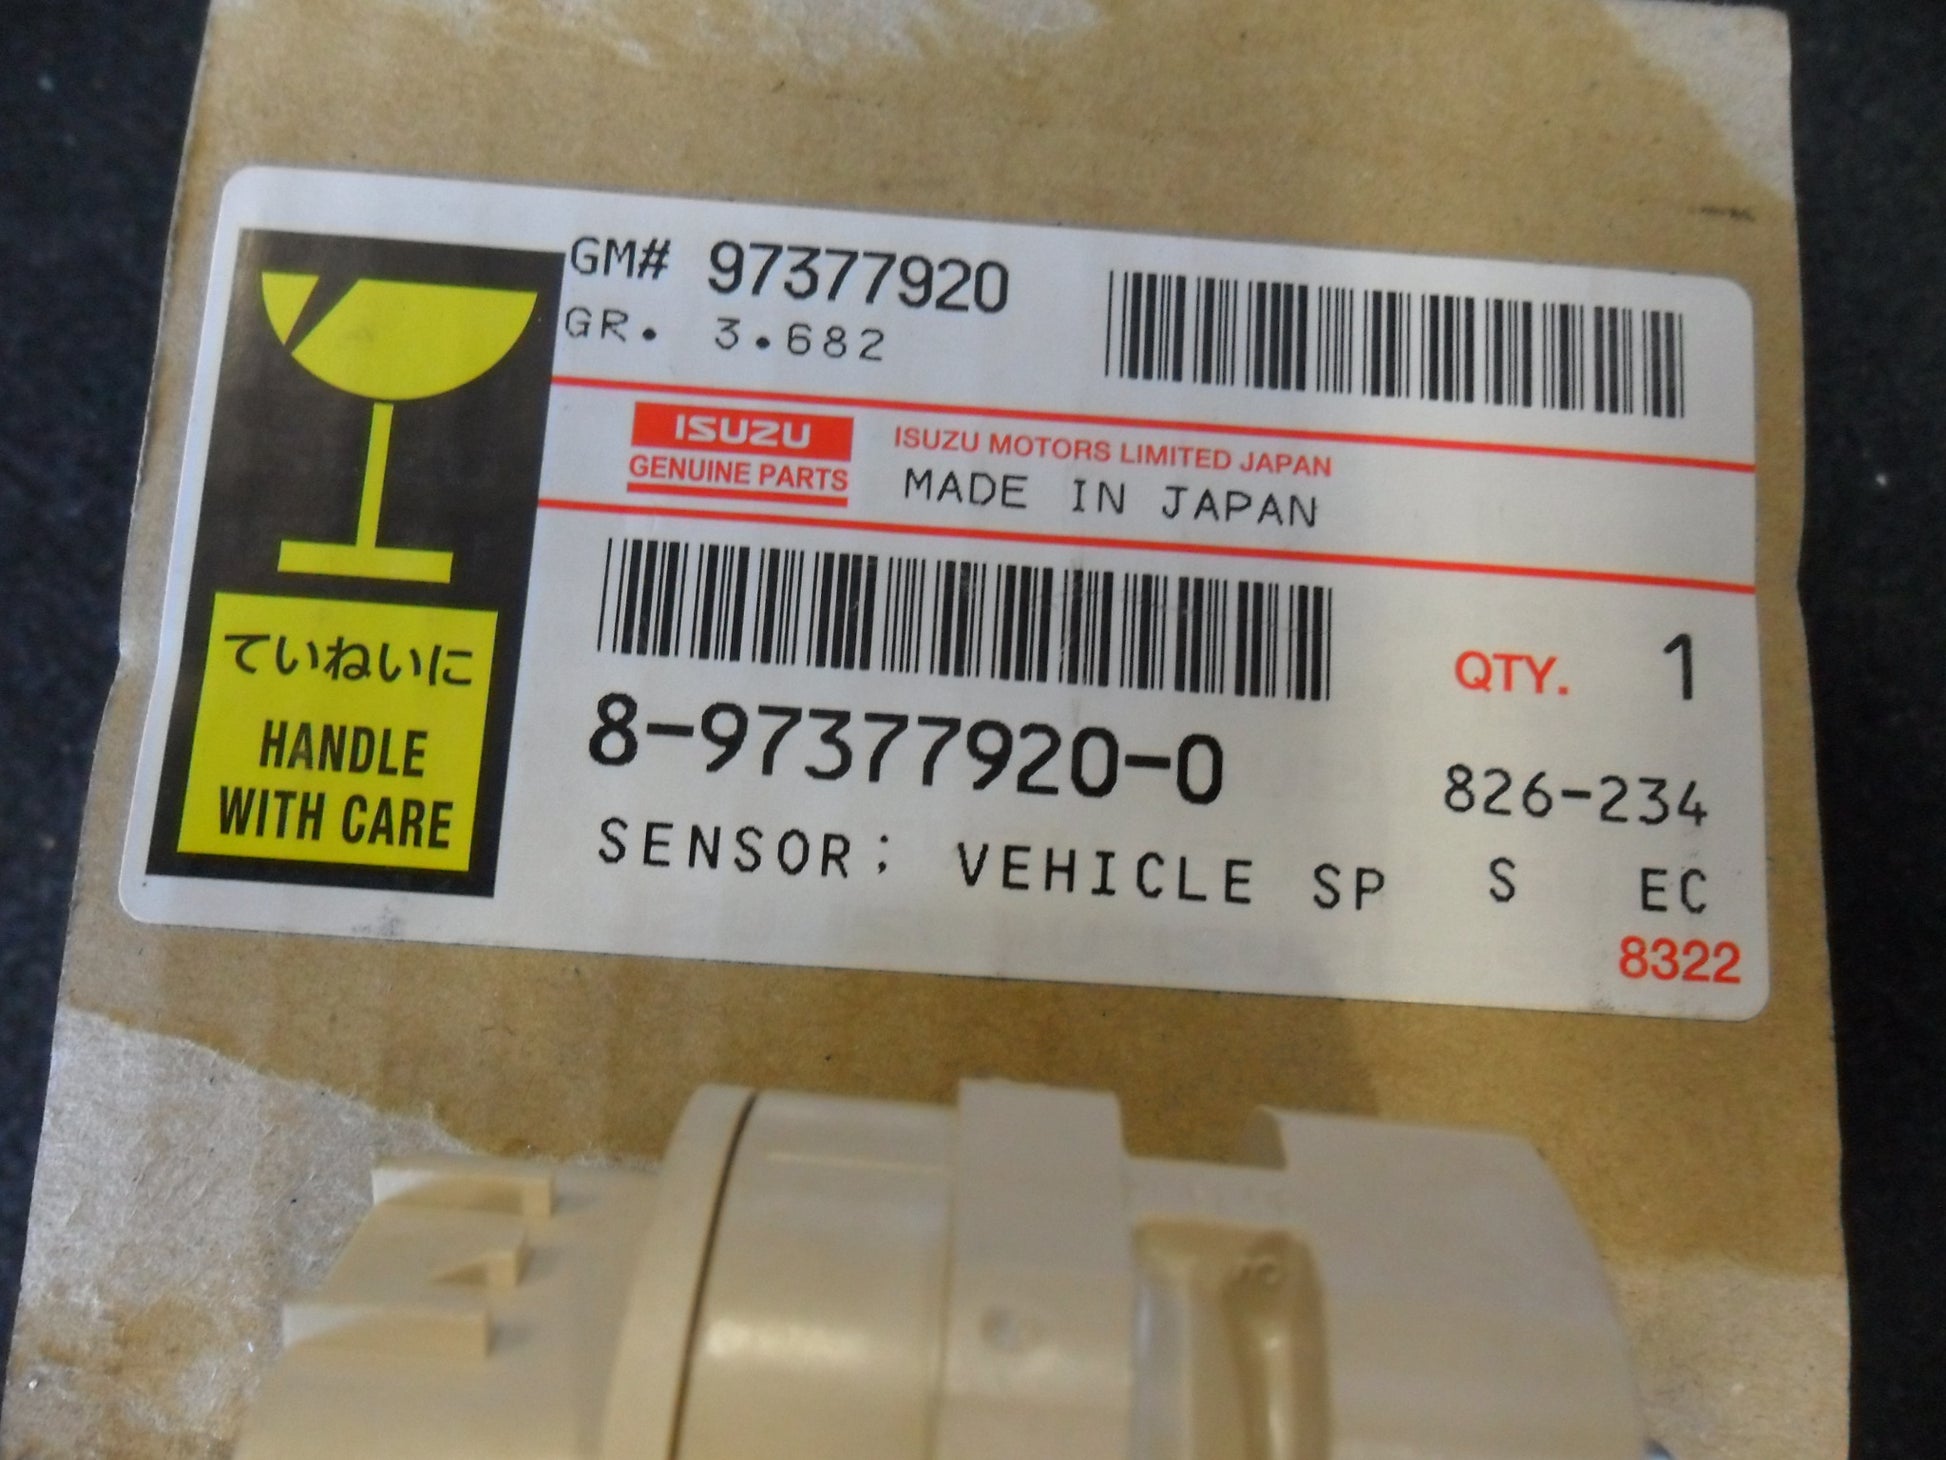 GM# 97377920
GR. 3.682
ISUZU
GENUINE PARTS
ISUZU MOTORS LIMITED JAPAN
MADE IN JAPAN
ていねいに
HANDLE
WITH CARE
QTY. 1
8-97377920-0
826-234
SENSOR; VEHICLE SP S EC
8322